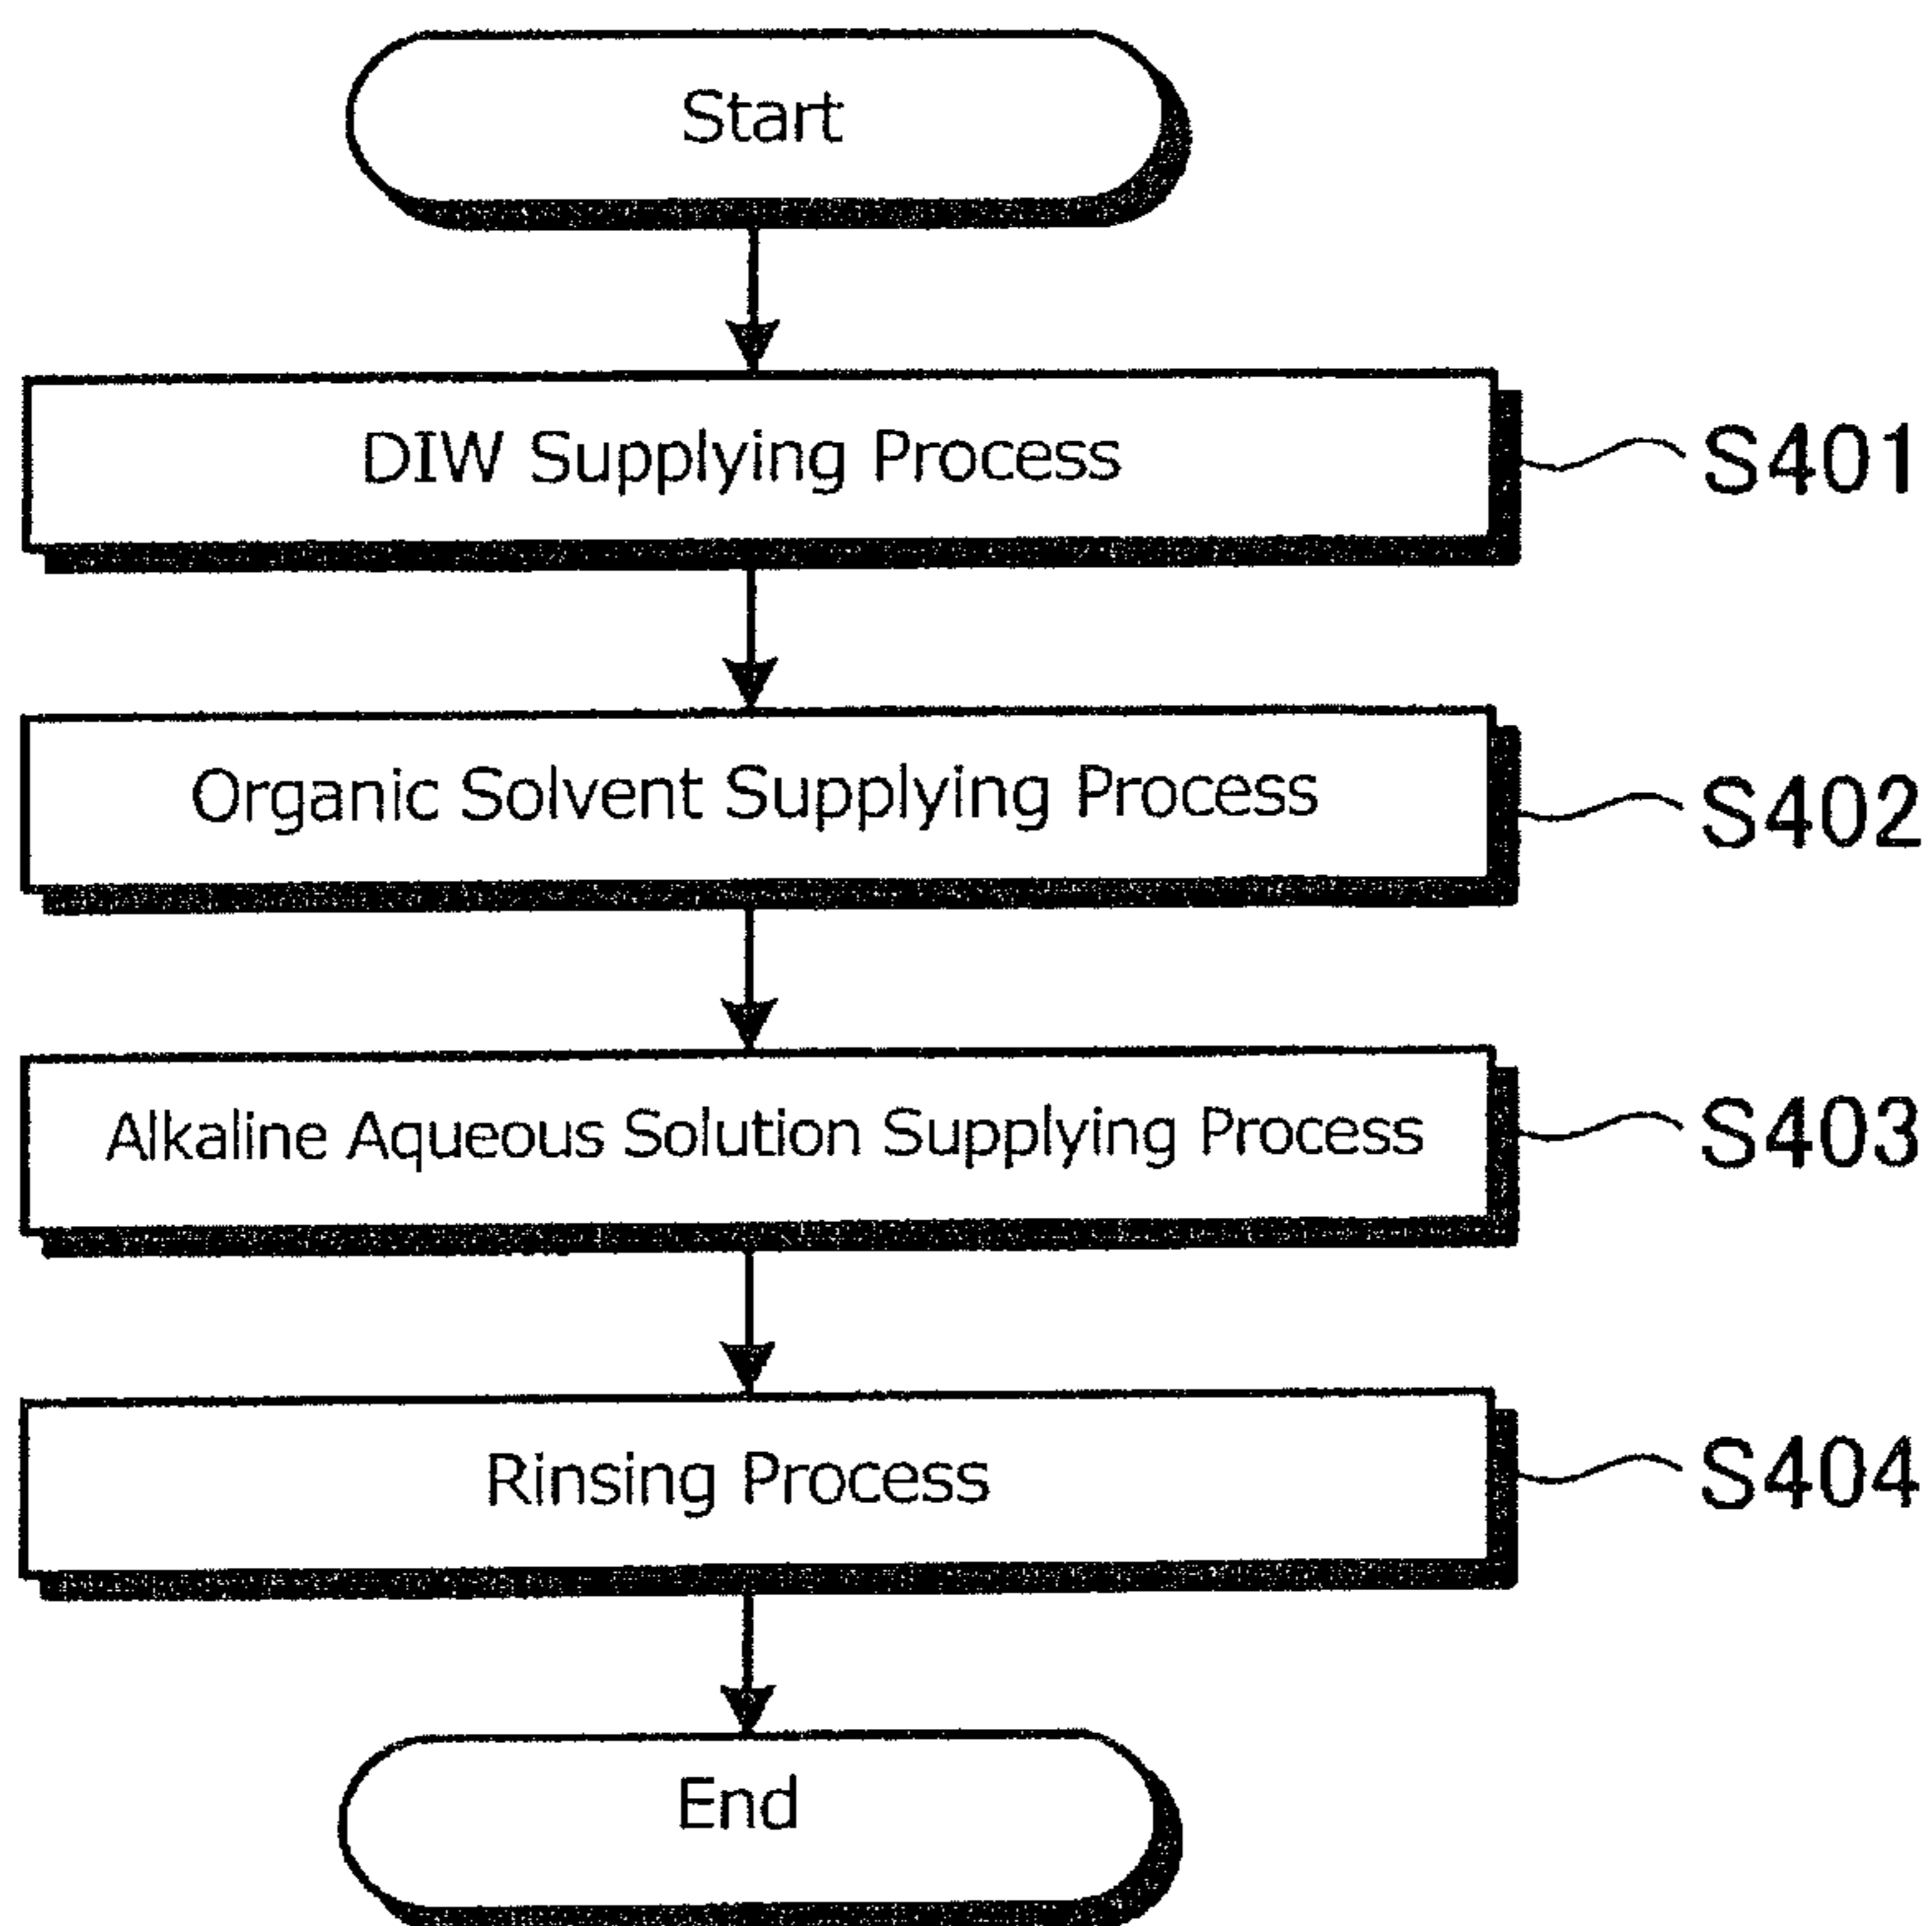 Start
DIW Supplying Process
S401
Organic Solvent Supplying Process
S402
Alkaline Aqueous Solution Supplying Process
S403
Rinsing Process
S404
End